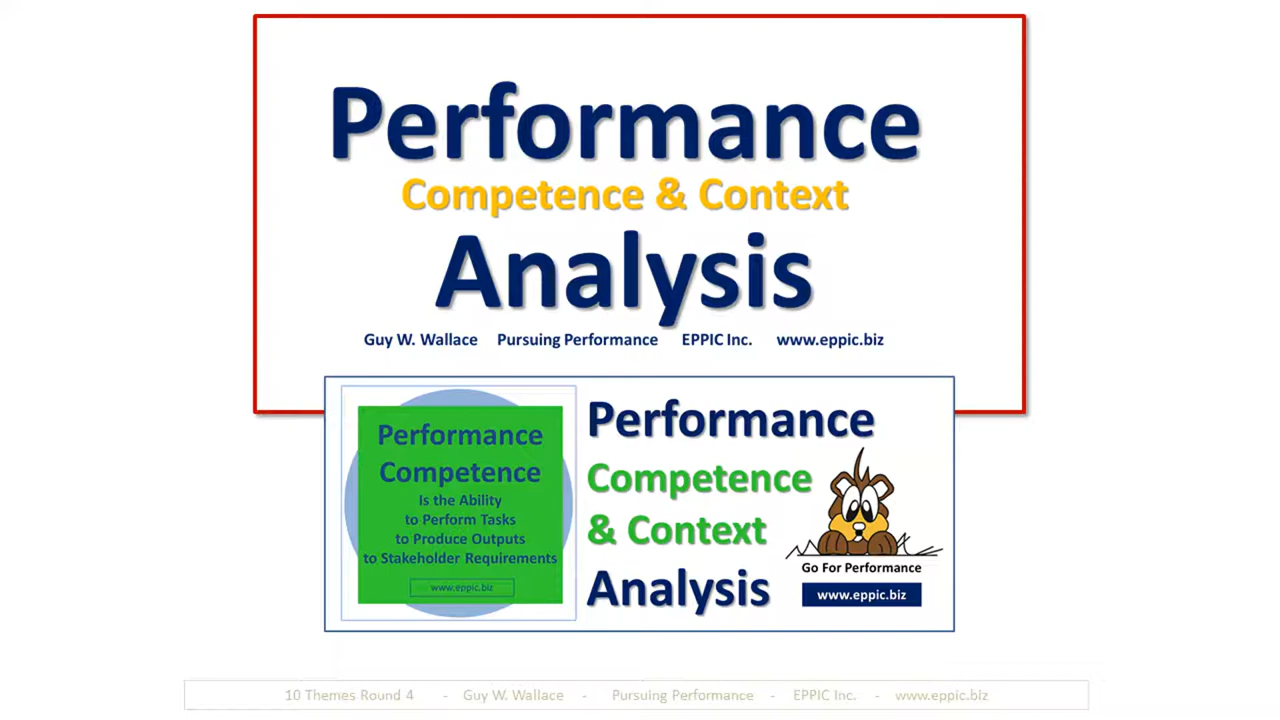 Performance
Competence & Context
Analysis
Guy W. Wallace Pursuing Performance EPPIC Inc. www.eppic.biz
Performance
Competence
Is the Ability
to Perform Tasks
to Produce Outputs
to Stakeholder Requirements
www.eppic.biz
Performance
Competence
& Context
Analysis
Go For Performance
www.eppic.biz
10 Themes Round 4 - Guy W. Wallace - Pursuing Performance - EPPIC Inc. - www.eppic.biz